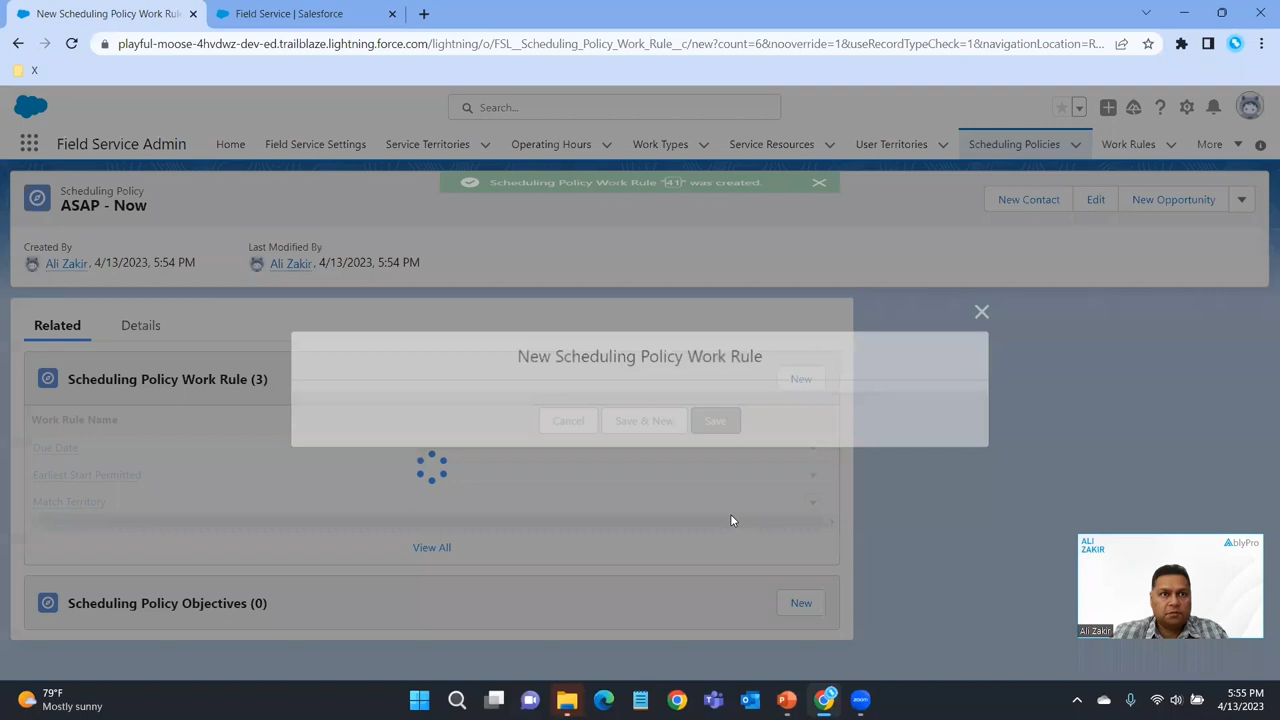 New Scheduling Policy Work Rul
Field Service | Salesforce
playful-moose-4hvdwz-dev-ed.trailblaze.lightning.force.com/lightning/o/FSL__Scheduling_Policy_Work_Rule__c/new?count=6&nooverride=1&useRecordTypeCheck=1&navigationLocation=R...
X
Search...
Field Service Admin
Home
Field Service Settings
Service Territories
Operating Hours
Work Types
Service Resources
User Territories
Scheduling Policies
Work Rules
More
Scheduling Policy Work Rule "41" was created.
Scheduling Policy
ASAP - Now
New Contact
Edit
New Opportunity
Created By
Ali Zakir, 4/13/2023, 5:54 PM
Last Modified By
Ali Zakir, 4/13/2023, 5:54 PM
Related
Details
New Scheduling Policy Work Rule
Scheduling Policy Work Rule (3)
New
Work Rule Name
Cancel
Save & New
Save
Due Date
Earliest Start Permitted
Match Territory
View All
Scheduling Policy Objectives (0)
New
ALI
ZAKIR
AblyPro
Ali Zakir
79°F
Mostly sunny
zoom
5:55 PM
4/13/2023